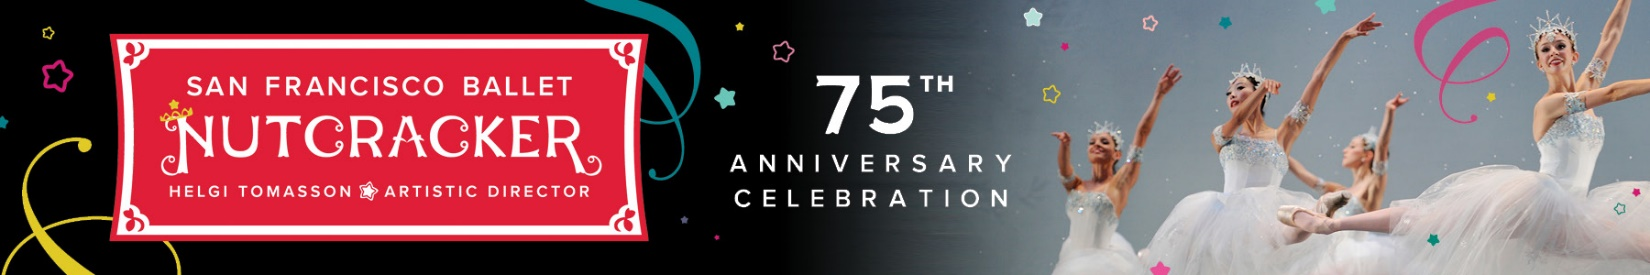 SAN FRANCISCO BALLET
NUTCRACKER
HELGI TOMASSON ARTISTIC DIRECTOR
75TH
ANNIVERSARY
CELEBRATION